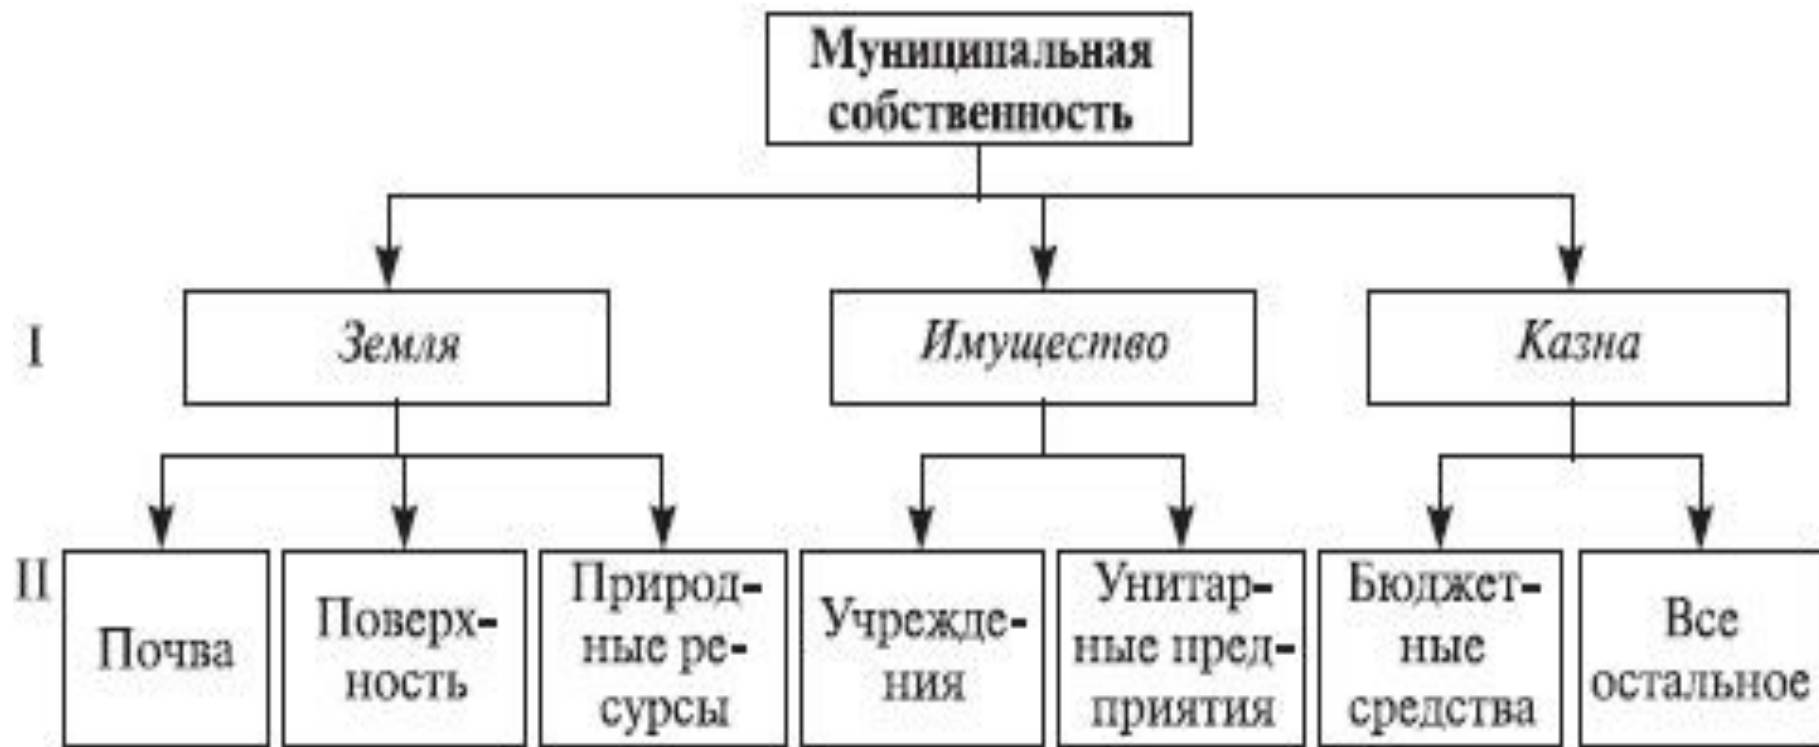 Муниципальная
собственность
I
Земля
Имущество
Казна
II
Почва
Поверх-
ность
Природ-
ные ре-
сурсы
Учрежде-
ния
Унитар-
ные пред-
приятия
Бюджет-
ные
средства
Все
остальное